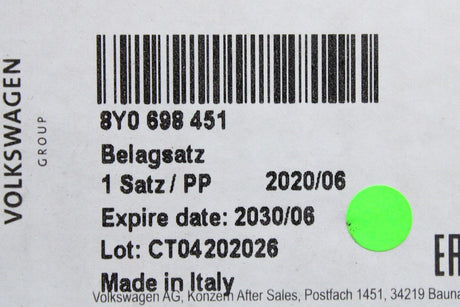 VOLKSWAGEN
GROUP
8Y0 698 451
Belagsatz
1 Satz / PP 2020/06
Expire date: 2030/06
Lot: CT04202026
Made in Italy
Volkswagen AG, Konzern After Sales, Postfach 1451, 34219 Bauna